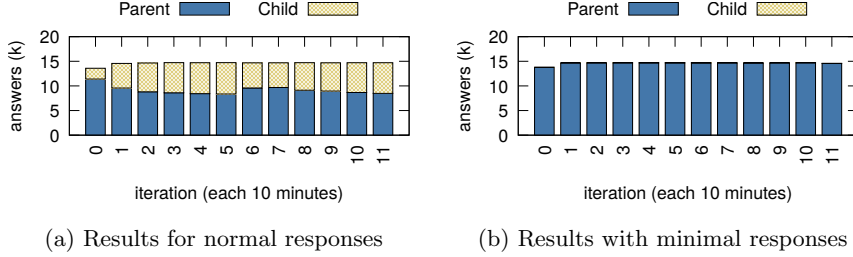 Parent Child
answers (k)
20
15
10
5
0
0 1 2 3 4 5 6 7 8 9 10 11
iteration (each 10 minutes)
(a) Results for normal responses
Parent Child
answers (k)
20
15
10
5
0
0 1 2 3 4 5 6 7 8 9 10 11
iteration (each 10 minutes)
(b) Results with minimal responses